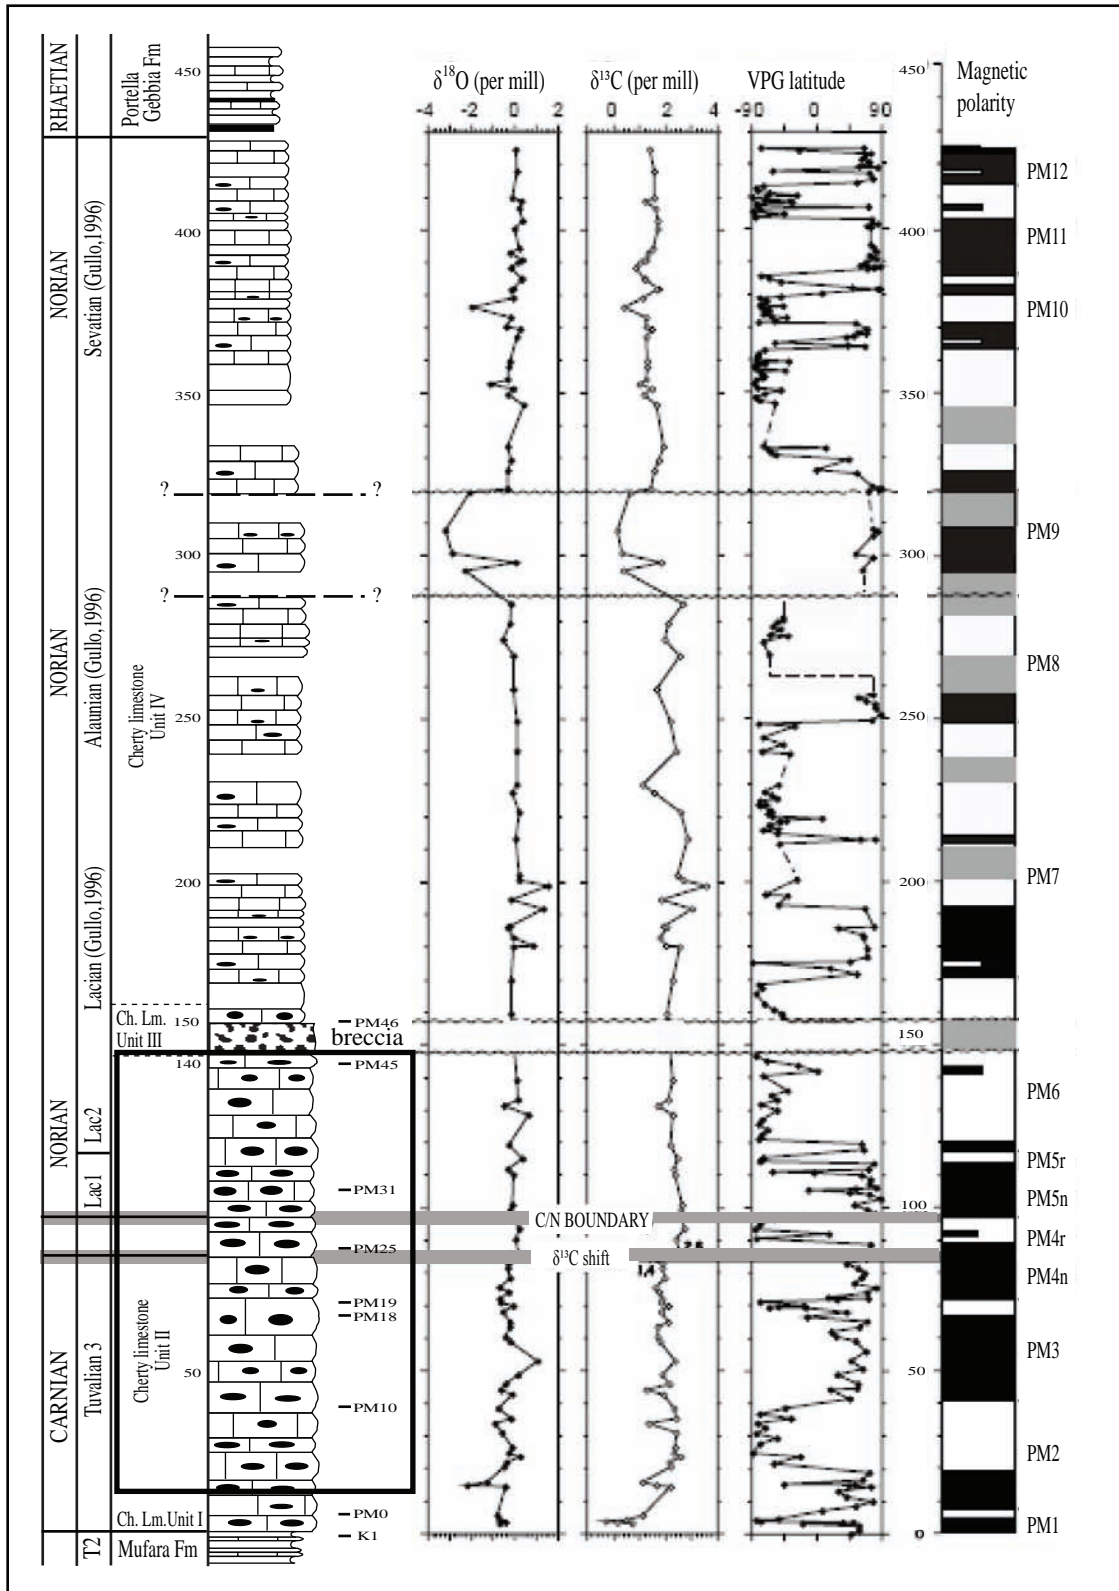 RHAETIAN
Portella
Gebbia Fm
450
δ¹⁸O (per mill)
-4
-2
0
2
δ¹³C (per mill)
0
2
4
VPG latitude
-90
0
90
450
Magnetic
polarity
NORIAN
Sevatian (Gullo,1996)
400
350
400
350
PM12
PM11
PM10
?
?
300
300
PM9
?
?
NORIAN
Alaunian (Gullo,1996)
Cherty limestone
Unit IV
250
250
PM8
Lacian (Gullo,1996)
200
200
PM7
Ch. Lm.
Unit III
150
PM46
breccia
150
140
PM45
PM6
NORIAN
Lac2
Lac1
PM31
100
PM5r
PM5n
C/N BOUNDARY
PM25
δ¹³C shift
2.6
1.4
PM4r
PM4n
PM19
PM18
CARNIAN
Tuvalian 3
Cherty limestone
Unit II
50
50
PM3
PM10
PM2
Ch. Lm.Unit I
PM0
K1
0
PM1
T2
Mufara Fm